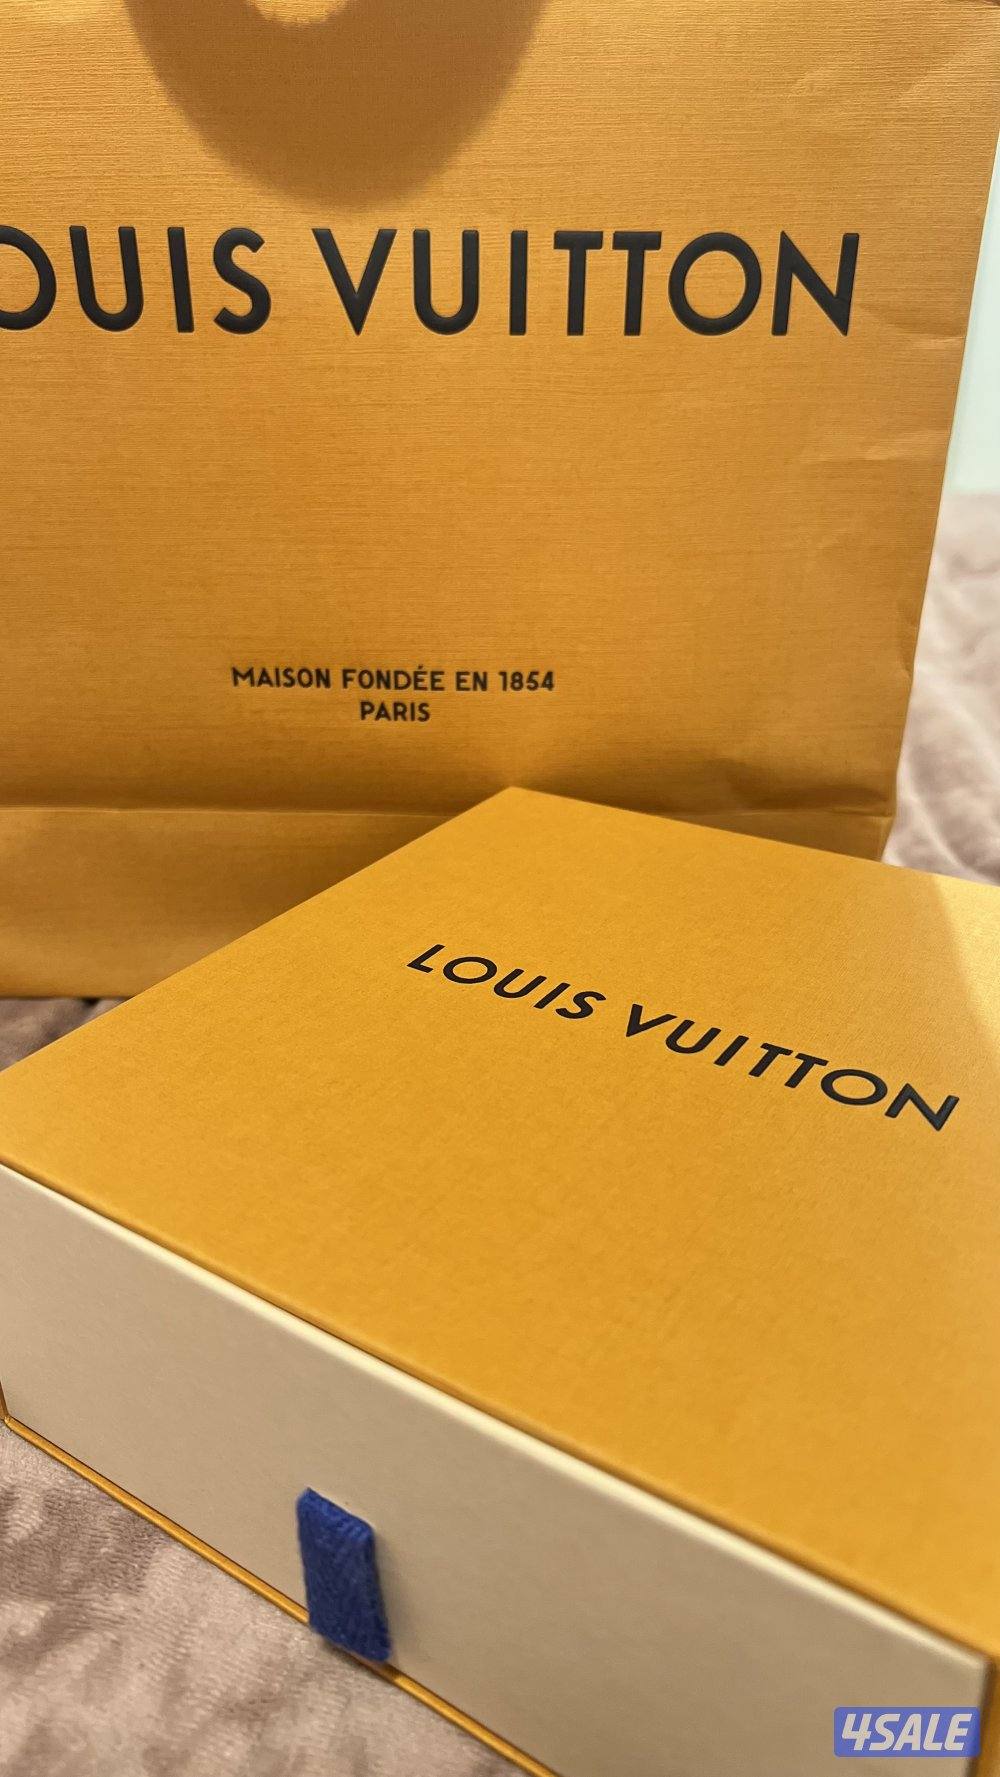 OUIS VUITTON
MAISON FONDÉE EN 1854
PARIS
LOUIS VUITTON
4SALE